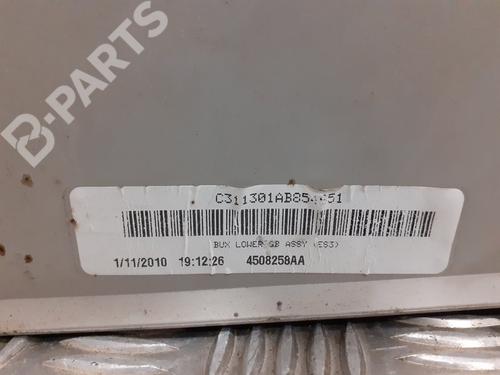 B-PARTS
BUX LOWER GB ASSY (ES3)
1/11/2010 19:12:26 4508258AA